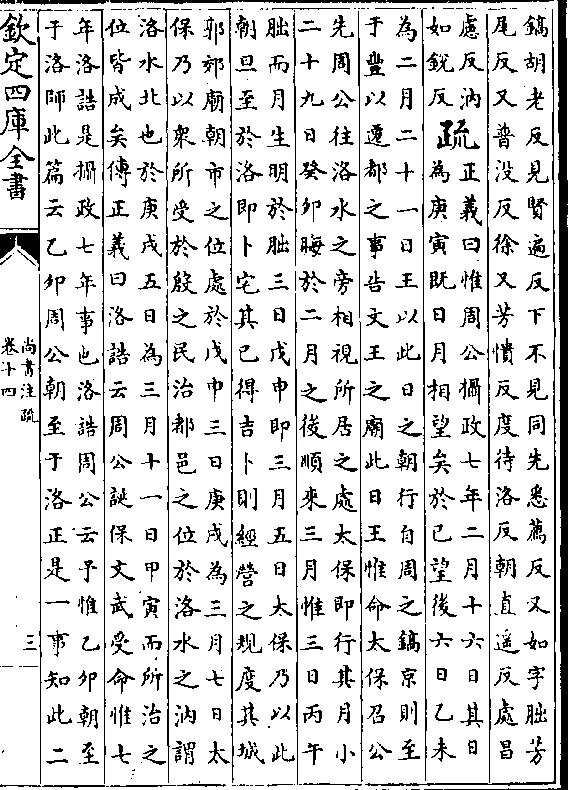 鎬胡老反見賢遍反下不見同先悉薦反又如字朏芳
尾反又普没反徐又芳憒反度待洛反朝直遥反處昌
處反汭
如鋭反
疏
正義曰惟周公攝政七年二月十六日其日
為庚寅既日月相望矣於已望後六日乙未
為二月二十一日王以此日之朝行自周之鎬京則至
于豐以遷都之事告文王之廟此日王惟命太保召公
先周公往洛水之旁相視所居之處太保即行其月小
二十九日癸卯晦於二月之後順來三月惟三日丙午
朏而月生明於朏三日戊申即三月五日太保乃以此
朝旦至於洛即卜宅其已得吉卜則經營之規度其城
郭郊廟朝市之位處於戊申三日庚戌為三月七日太
保乃以衆所受於殷之民治都邑之位於洛水之汭謂
洛水北也於庚戌五日為三月十一日甲寅而所治之
位皆成矣傳正義曰洛誥云周公誕保文武受命惟七
年洛誥是攝政七年事也洛誥周公云予惟乙卯朝至
于洛師此篇云乙卯周公朝至于洛正是一事知此二
欽定四庫全書
尚書注疏
卷十四
三